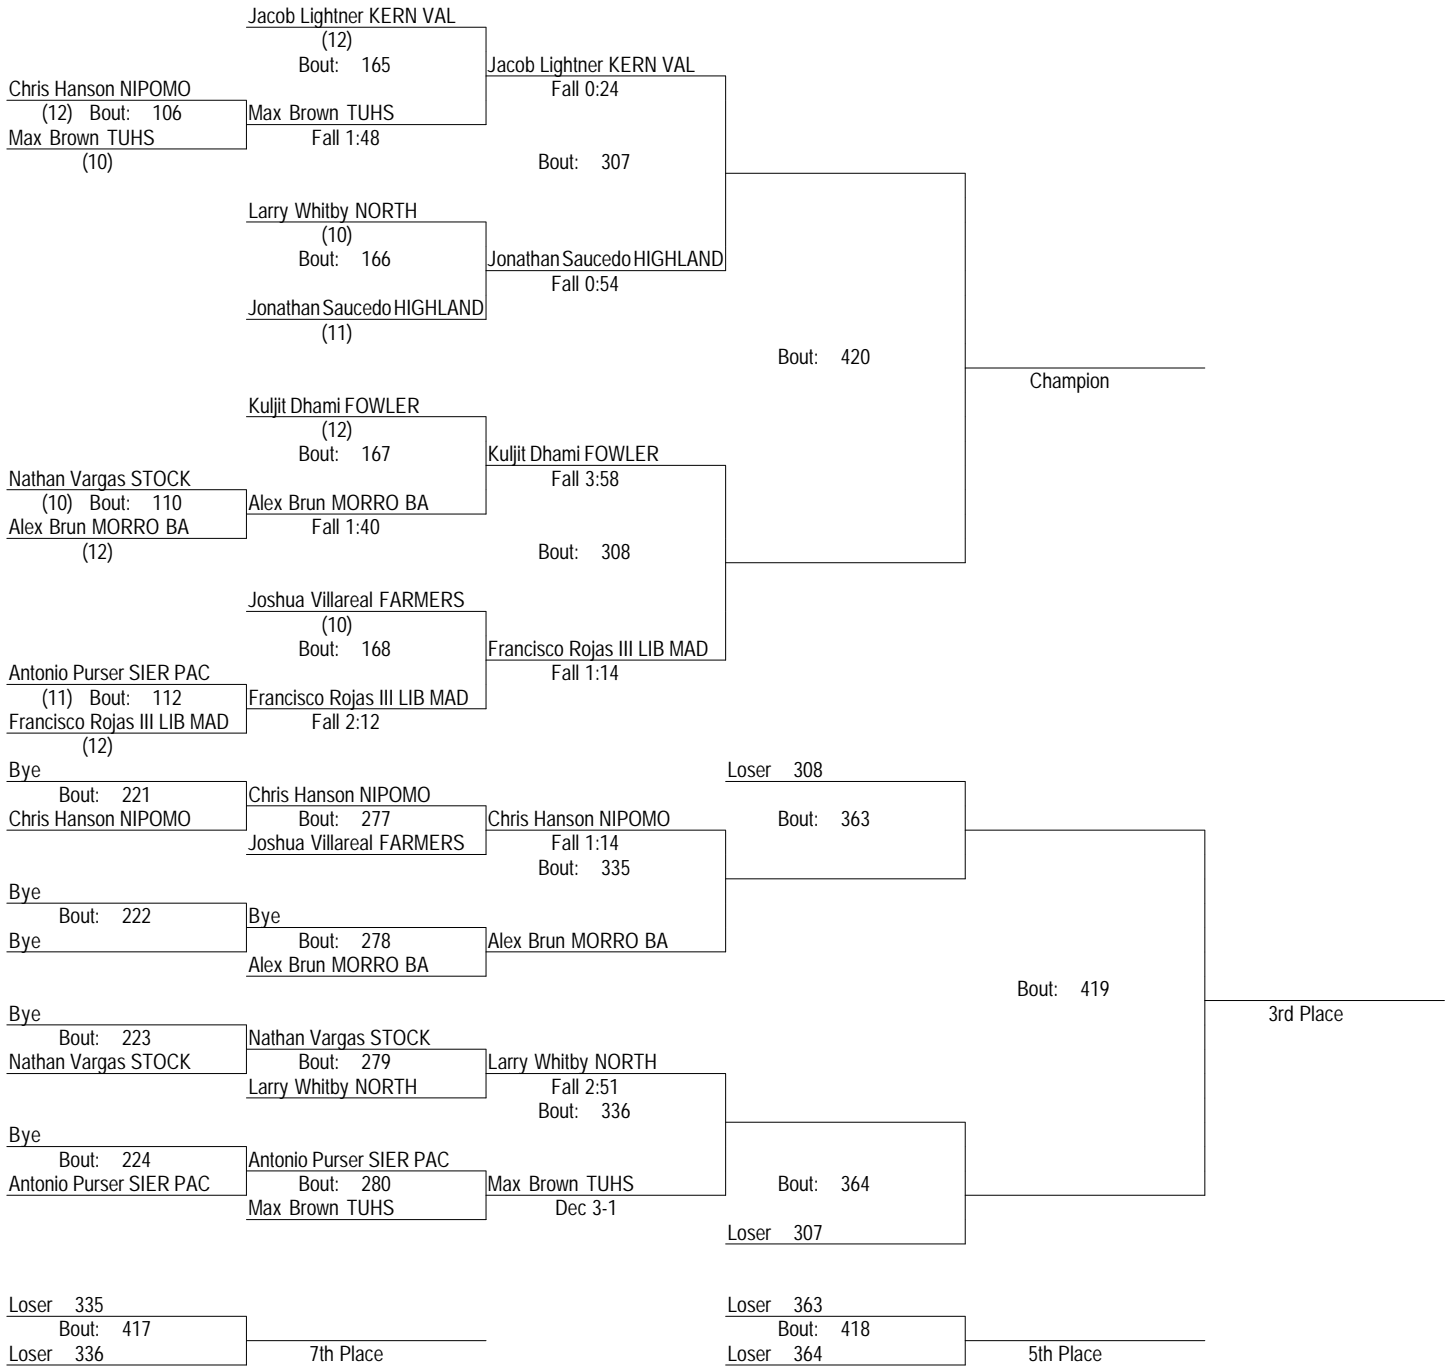 Jacob Lightner KERN VAL
(12)
Bout: 165
Jacob Lightner KERN VAL
Chris Hanson NIPOMO
Fall 0:24
(12) Bout: 106
Max Brown TUHS
Max Brown TUHS
Fall 1:48
(10)
Bout: 307
Larry Whitby NORTH
(10)
Bout: 166
Jonathan Saucedo HIGHLAND
Fall 0:54
Jonathan Saucedo HIGHLAND
(11)
Bout: 420
Champion
Kuljit Dhami FOWLER
(12)
Bout: 167
Kuljit Dhami FOWLER
Nathan Vargas STOCK
Fall 3:58
(10) Bout: 110
Alex Brun MORRO BA
Alex Brun MORRO BA
Fall 1:40
(12)
Bout: 308
Joshua Villareal FARMERS
(10)
Bout: 168
Francisco Rojas III LIB MAD
Antonio Purser SIER PAC
Fall 1:14
(11) Bout: 112
Francisco Rojas III LIB MAD
Francisco Rojas III LIB MAD
Fall 2:12
(12)
Bye
Loser 308
Bout: 221
Chris Hanson NIPOMO
Chris Hanson NIPOMO
Bout: 277
Chris Hanson NIPOMO
Bout: 363
Joshua Villareal FARMERS
Fall 1:14
Bout: 335
Bye
Bout: 222
Bye
Bye
Bout: 278
Alex Brun MORRO BA
Alex Brun MORRO BA
Bout: 419
Bye
3rd Place
Bout: 223
Nathan Vargas STOCK
Nathan Vargas STOCK
Bout: 279
Larry Whitby NORTH
Larry Whitby NORTH
Fall 2:51
Bout: 336
Bye
Bout: 224
Antonio Purser SIER PAC
Antonio Purser SIER PAC
Bout: 280
Max Brown TUHS
Bout: 364
Max Brown TUHS
Dec 3-1
Loser 307
Loser 335
Loser 363
Bout: 417
Bout: 418
Loser 336
7th Place
Loser 364
5th Place